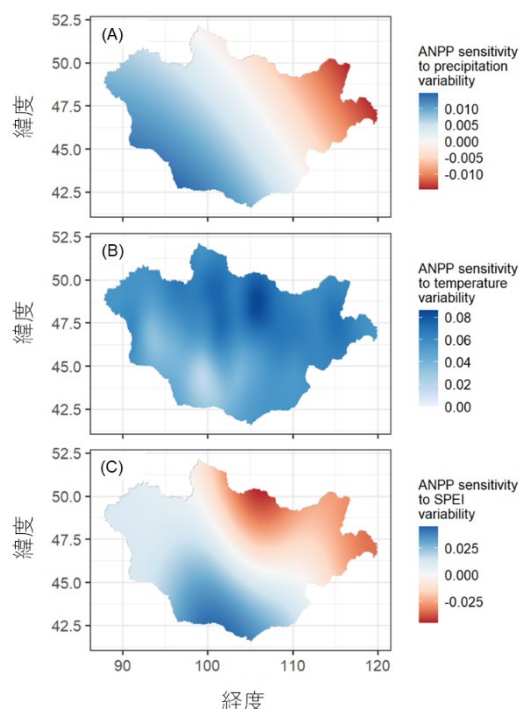 (A)
52.5
50.0
47.5
45.0
42.5
緯度
ANPP sensitivity
to precipitation
variability
0.010
0.005
0.000
-0.005
-0.010
(B)
52.5
50.0
47.5
45.0
42.5
緯度
ANPP sensitivity
to temperature
variability
0.08
0.06
0.04
0.02
0.00
(C)
52.5
50.0
47.5
45.0
42.5
緯度
ANPP sensitivity
to SPEI
variability
0.025
0.000
-0.025
90 100 110 120
経度